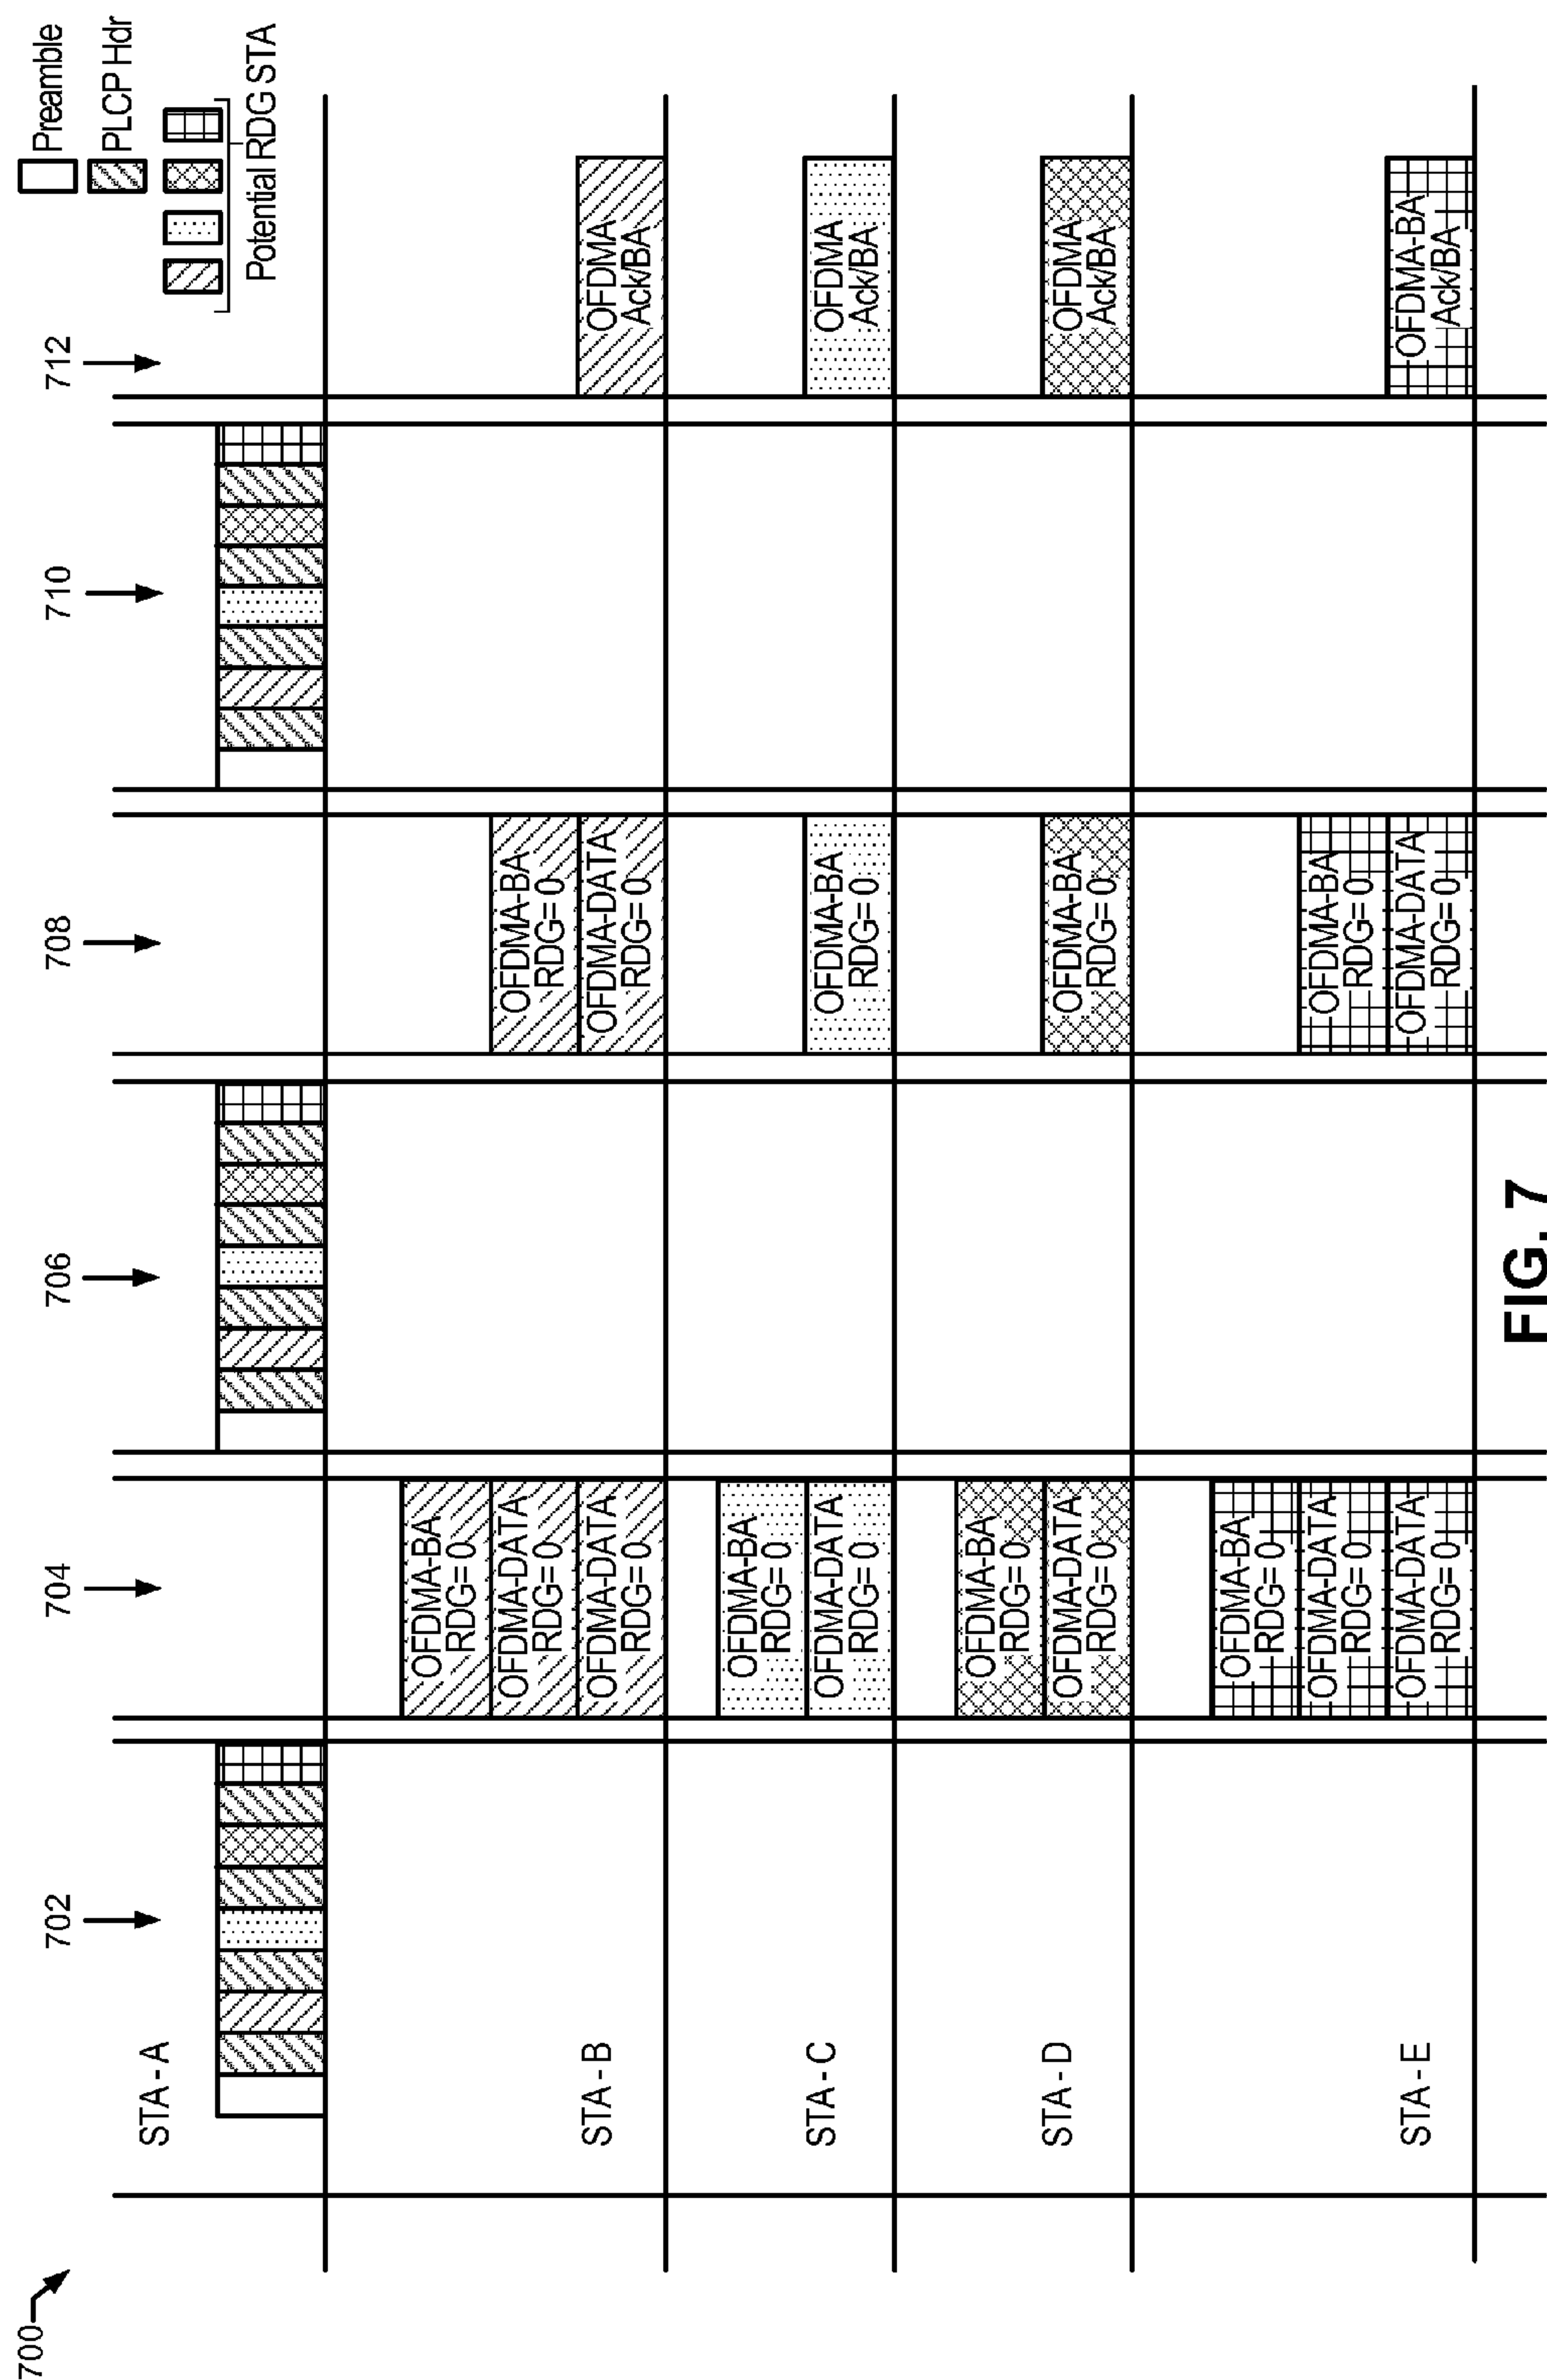 700
702
704
706
708
710
712
Preamble
PLCP Hdr
Potential RDG STA
STA - A
STA - B
OFDMA-BA
RDG= 0
OFDMA-DATA
RDG= 0
OFDMA-DATA
RDG= 0
OFDMA-BA
RDG= 0
OFDMA-DATA
RDG= 0
OFDMA
Ack/BA
STA - C
OFDMA-BA
RDG= 0
OFDMA-DATA
RDG= 0
OFDMA-BA
RDG= 0
OFDMA
Ack/BA
STA - D
OFDMA-BA
RDG= 0
OFDMA-DATA
RDG= 0
OFDMA-BA
RDG= 0
OFDMA
Ack/BA
STA - E
OFDMA-BA
RDG= 0
OFDMA-DATA
RDG= 0
OFDMA-DATA
RDG= 0
OFDMA-BA
RDG= 0
OFDMA-DATA
RDG= 0
OFDMA-BA
Ack/BA
FIG. 7